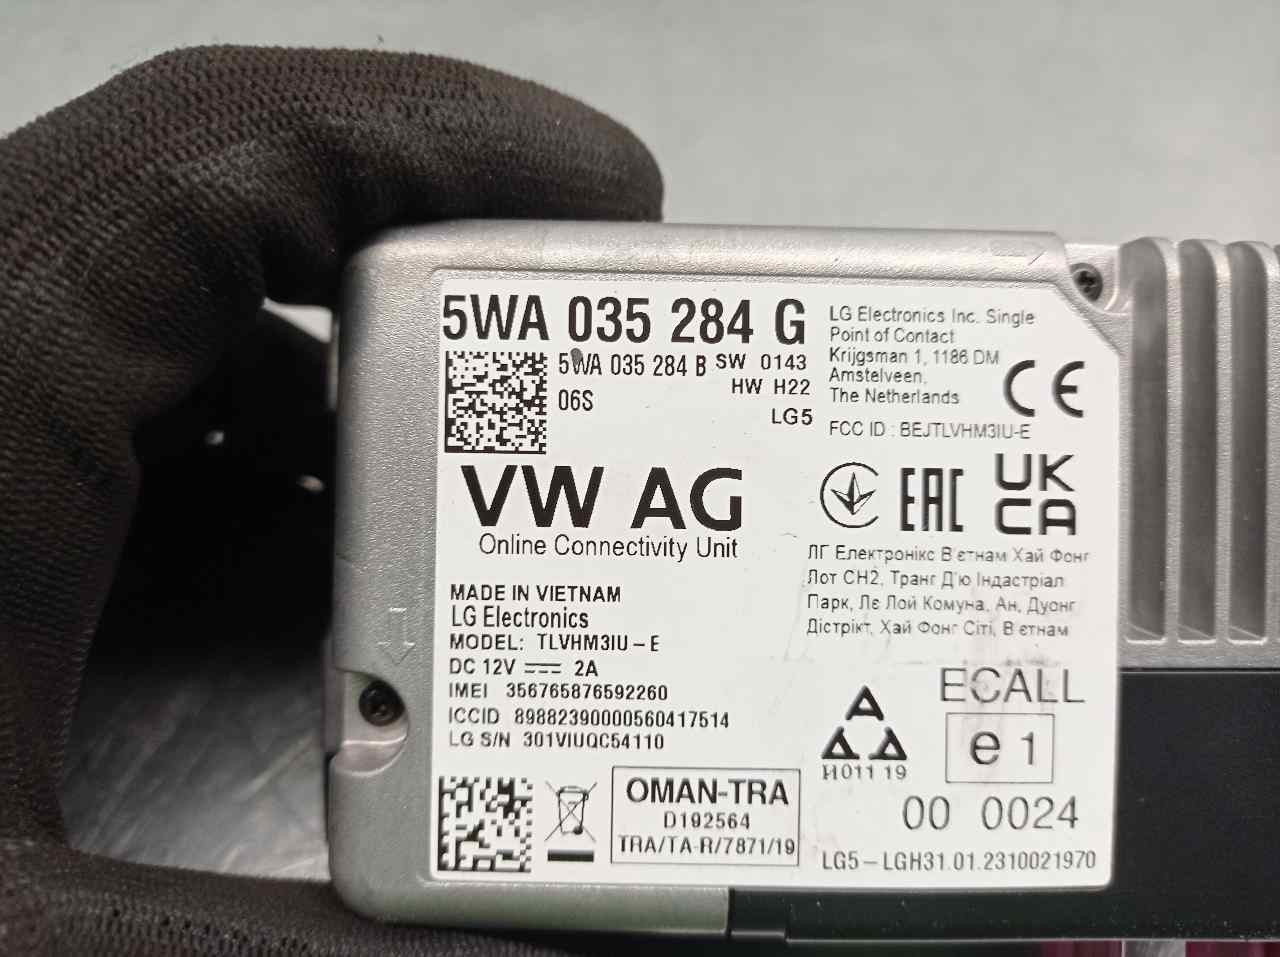 5WA 035 284 G
5WA 035 284 B SW 0143
HW H22
06S
LG5
VW AG
Online Connectivity Unit
MADE IN VIETNAM
LG Electronics
MODEL: TLVHM3IU-E
DC 12V 2A
IMEI 356765876592260
ICCID 89882390000560417514
LG S/N 301VIUQC54110
OMAN-TRA
D192564
TRA/TA-R/7871/19
LG Electronics Inc. Single
Point of Contact
Krijgsman 1, 1186 DM
Amstelveen,
The Netherlands
CE
FCC ID : BEJTLVHM3IU-E
EAC
UK
CA
ЛГ Електронікс В'єтнам Хай Фонг
Лот CH2, Транг Д'ю Індастріал
Парк, Лє Лой Комуна, Ан, Дуонг
Дістрікт, Хай Фонг Сіті, В'єтнам
ECALL
e1
H011 19
00 0024
LG5-LGH31.01.2310021970